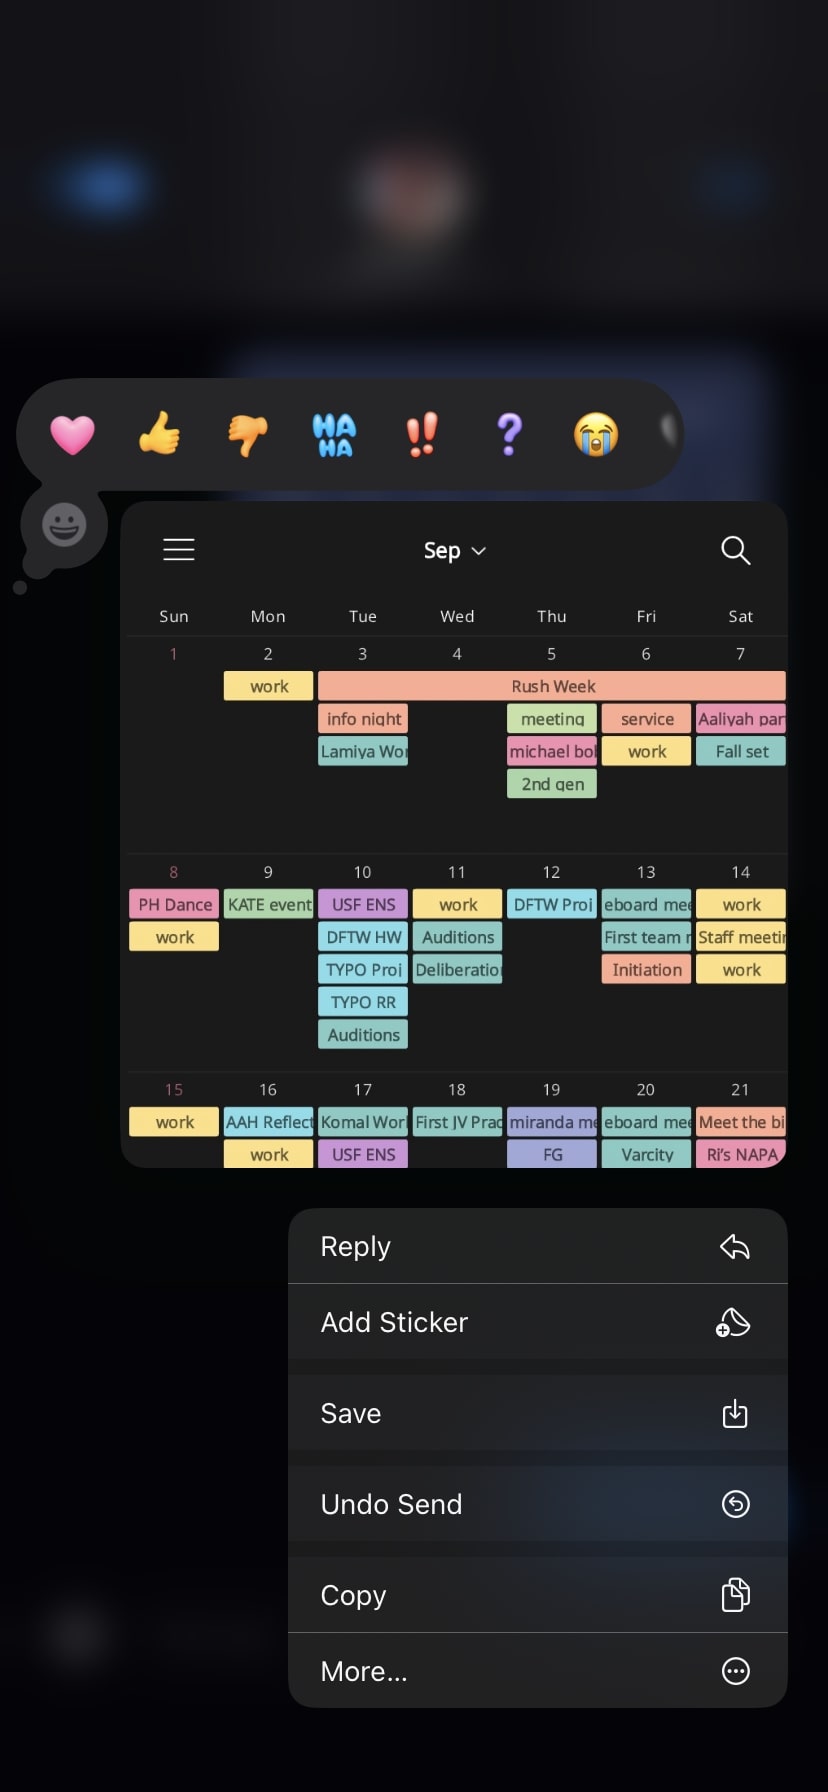 HA
HA
Sep
Sun Mon Tue Wed Thu Fri Sat
1 2 3 4 5 6 7
work Rush Week
info night meeting service Aaliyah par
Lamiya Wor michael bol work Fall set
2nd gen
8 9 10 11 12 13 14
PH Dance KATE event USF ENS work DFTW Proj eboard mee work
work DFTW HW Auditions First team r Staff meetin
TYPO Proj Deliberation Initiation work
TYPO RR
Auditions
15 16 17 18 19 20 21
work AAH Reflect Komal Work First JV Prac miranda me eboard mee Meet the bi
work USF ENS FG Varcity Ri's NAPA
Reply
Add Sticker
Save
Undo Send
Copy
More...